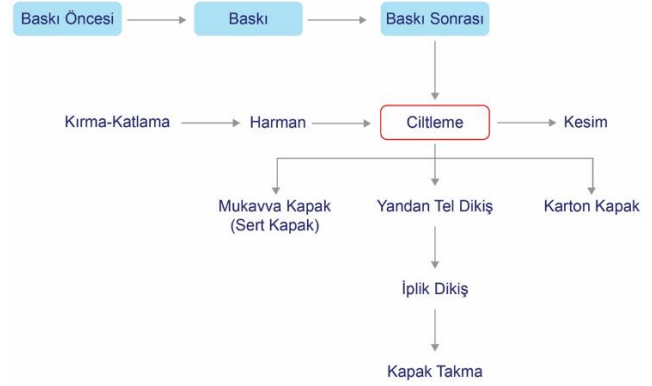 Baskı Öncesi
Baskı
Baskı Sonrası
Kırma-Katlama
Harman
Ciltleme
Kesim
Mukavva Kapak
(Sert Kapak)
Yandan Tel Dikiş
Karton Kapak
İplik Dikiş
Kapak Takma